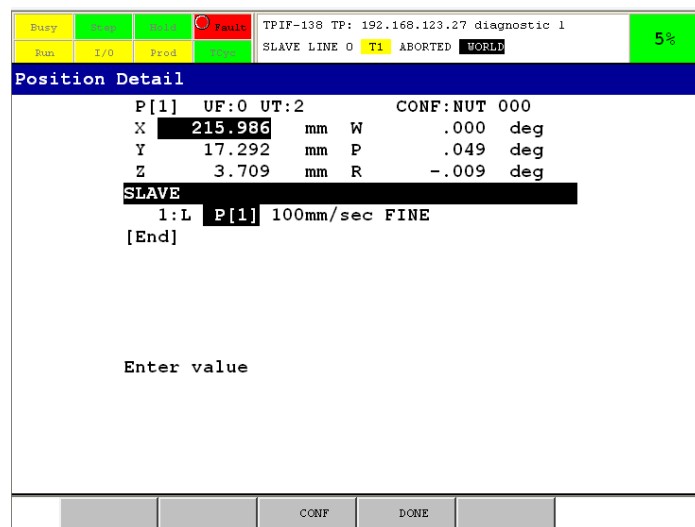 Busy Step Hold Fault TPIF-138 TP: 192.168.123.27 diagnostic l
Run I/O Prod TCyc SLAVE LINE 0 T1 ABORTED WORLD
5%
Position Detail
P[1] UF:0 UT:2 CONF:NUT 000
X 215.986 mm W .000 deg
Y 17.292 mm P .049 deg
Z 3.709 mm R -.009 deg
SLAVE
1:L P[1] 100mm/sec FINE
[End]
Enter value
CONF DONE